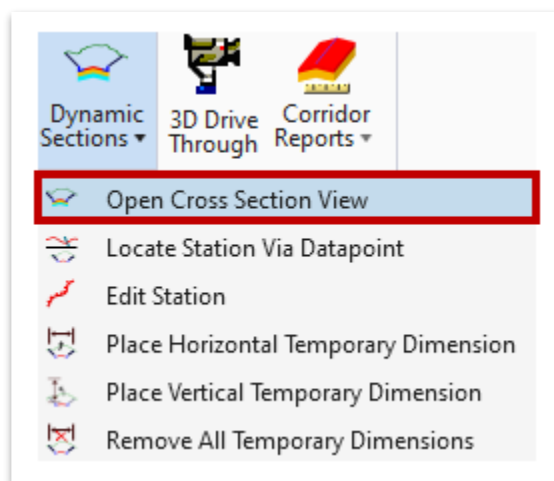 Dynamic
Sections
3D Drive
Through
Corridor
Reports
Open Cross Section View
Locate Station Via Datapoint
Edit Station
Place Horizontal Temporary Dimension
Place Vertical Temporary Dimension
Remove All Temporary Dimensions